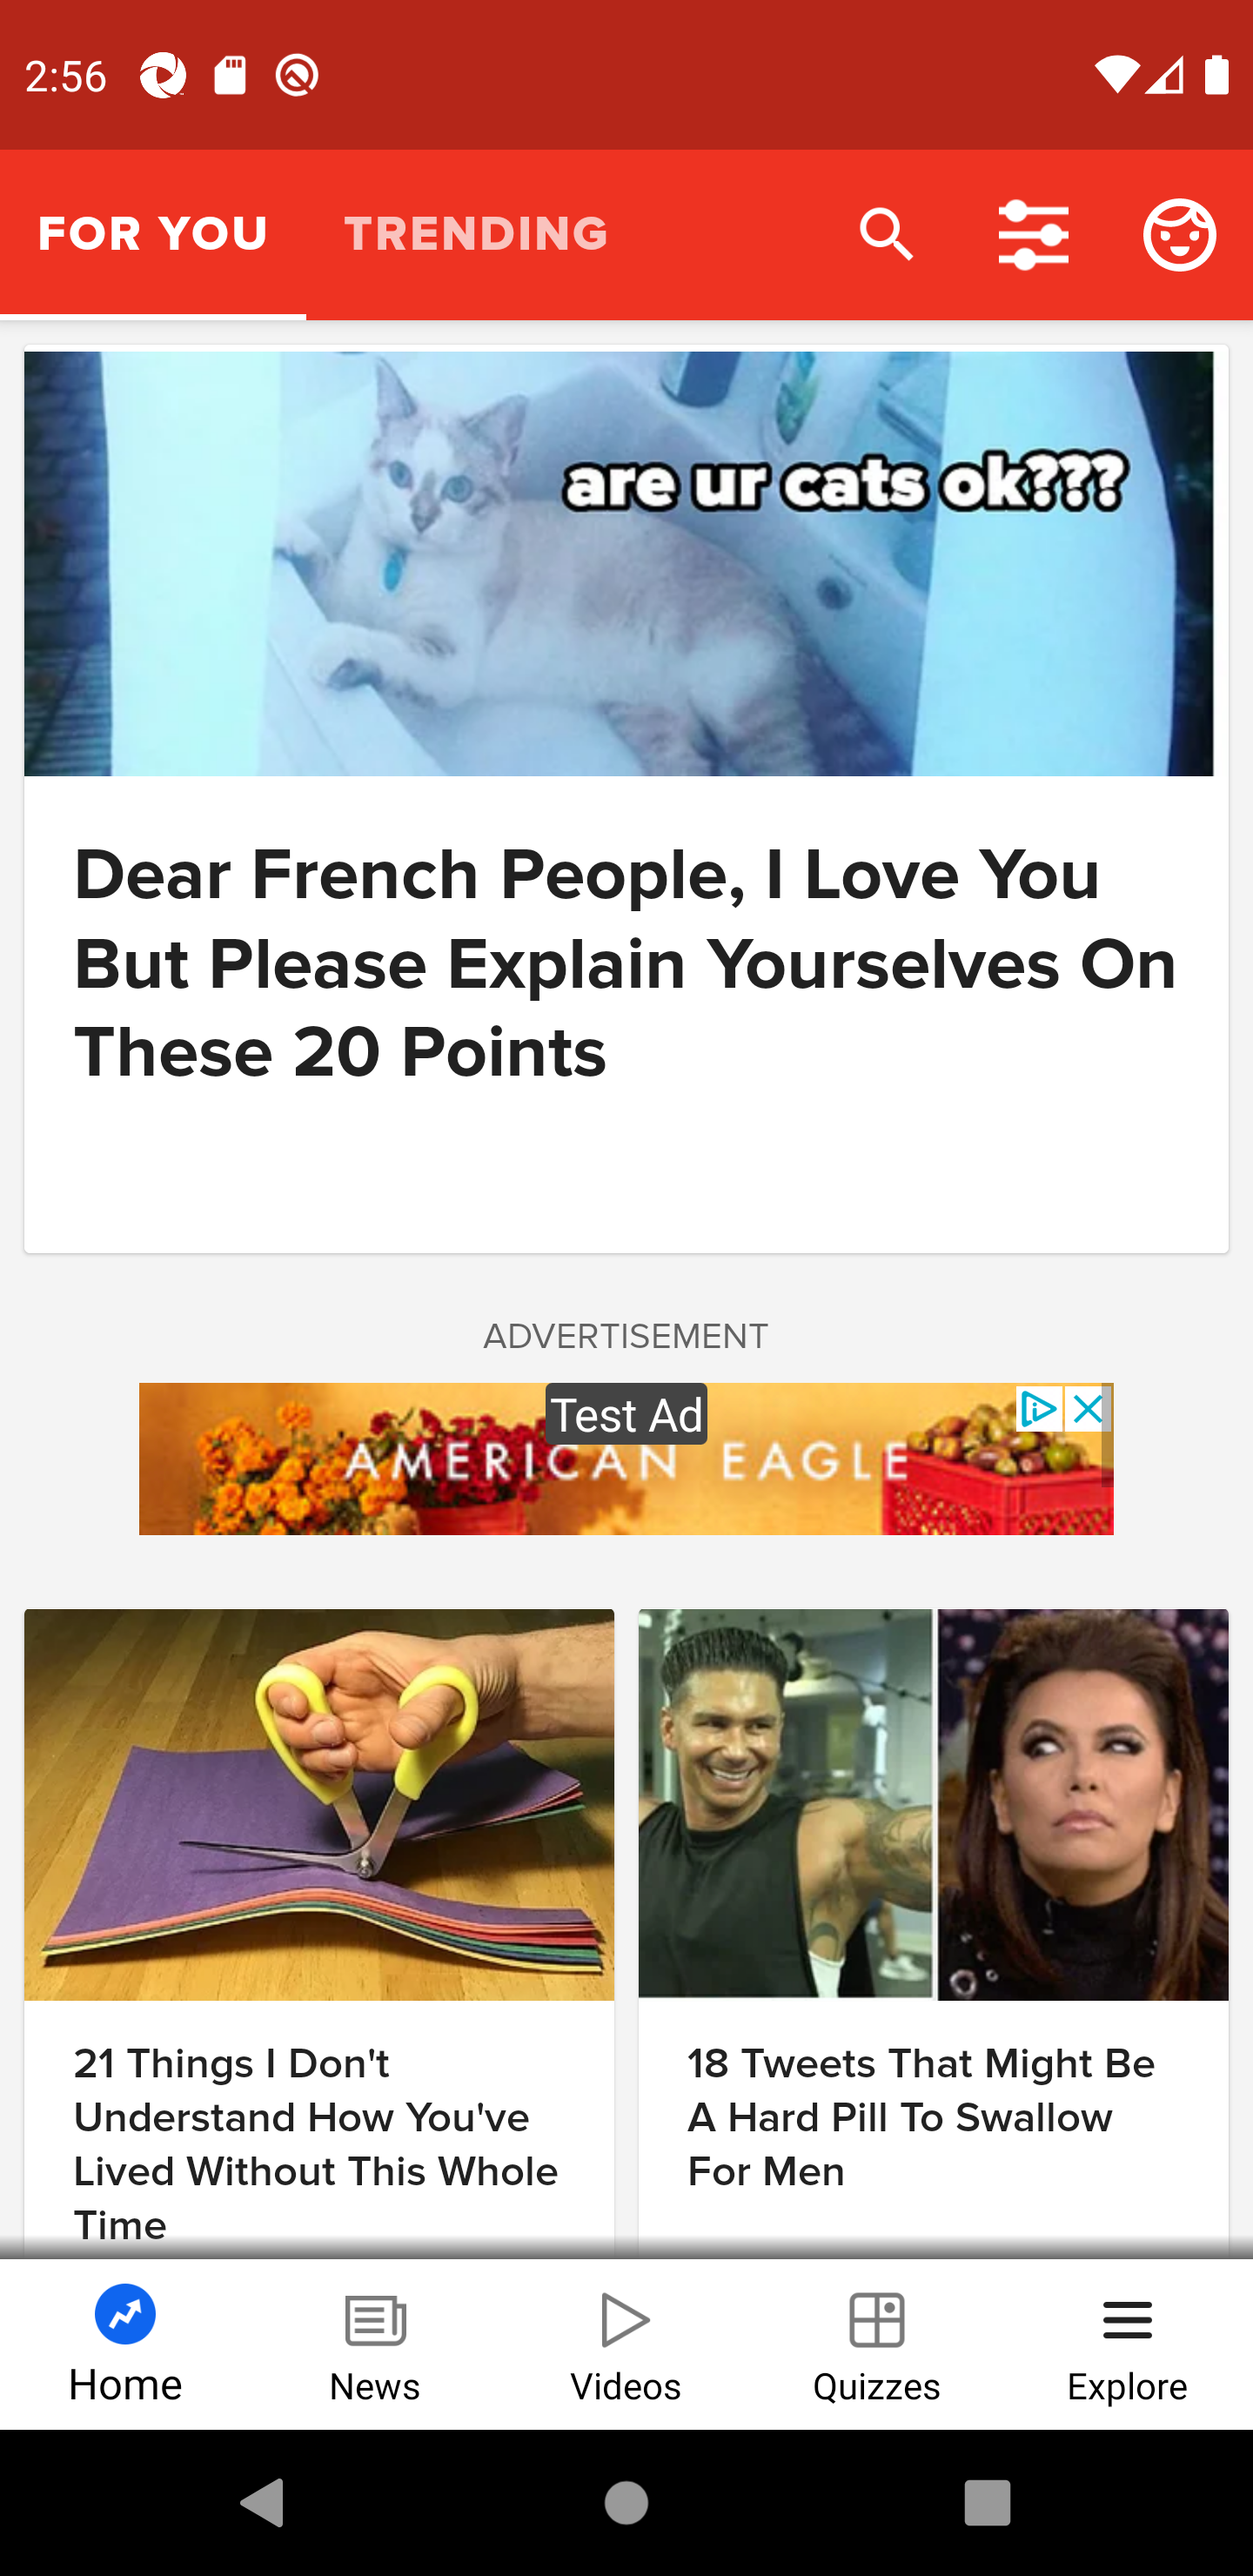 2:56
FOR YOU
TRENDING
are ur cats ok???
Dear French People, I Love You
But Please Explain Yourselves On
These 20 Points
ADVERTISEMENT
Test Ad
AMERICAN EAGLE
21 Things I Don't
Understand How You've
Lived Without This Whole
Time
18 Tweets That Might Be
A Hard Pill To Swallow
For Men
Home
News
Videos
Quizzes
Explore